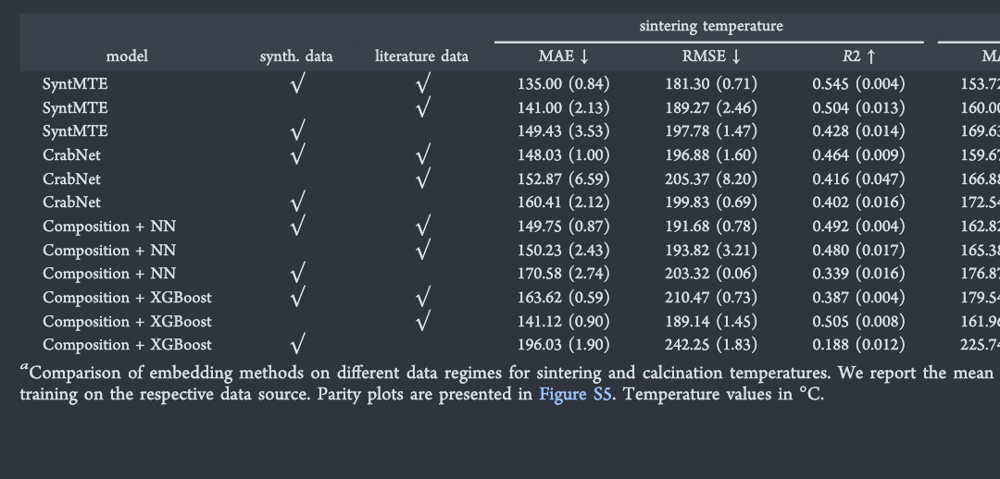 sintering temperature
model synth. data literature data MAE ↓ RMSE ↓ R2 ↑ MA
SyntMTE √ √ 135.00 (0.84) 181.30 (0.71) 0.545 (0.004) 153.72
SyntMTE √ 141.00 (2.13) 189.27 (2.46) 0.504 (0.013) 160.00
SyntMTE √ 149.43 (3.53) 197.78 (1.47) 0.428 (0.014) 169.63
CrabNet √ √ 148.03 (1.00) 196.88 (1.60) 0.464 (0.009) 159.67
CrabNet √ 152.87 (6.59) 205.37 (8.20) 0.416 (0.047) 166.88
CrabNet √ 160.41 (2.12) 199.83 (0.69) 0.402 (0.016) 172.54
Composition + NN √ √ 149.75 (0.87) 191.68 (0.78) 0.492 (0.004) 162.82
Composition + NN √ 150.23 (2.43) 193.82 (3.21) 0.480 (0.017) 165.38
Composition + NN √ 170.58 (2.74) 203.32 (0.06) 0.339 (0.016) 176.87
Composition + XGBoost √ √ 163.62 (0.59) 210.47 (0.73) 0.387 (0.004) 179.54
Composition + XGBoost √ 141.12 (0.90) 189.14 (1.45) 0.505 (0.008) 161.96
Composition + XGBoost √ 196.03 (1.90) 242.25 (1.83) 0.188 (0.012) 225.74
aComparison of embedding methods on different data regimes for sintering and calcination temperatures. We report the mean
training on the respective data source. Parity plots are presented in Figure S5. Temperature values in °C.